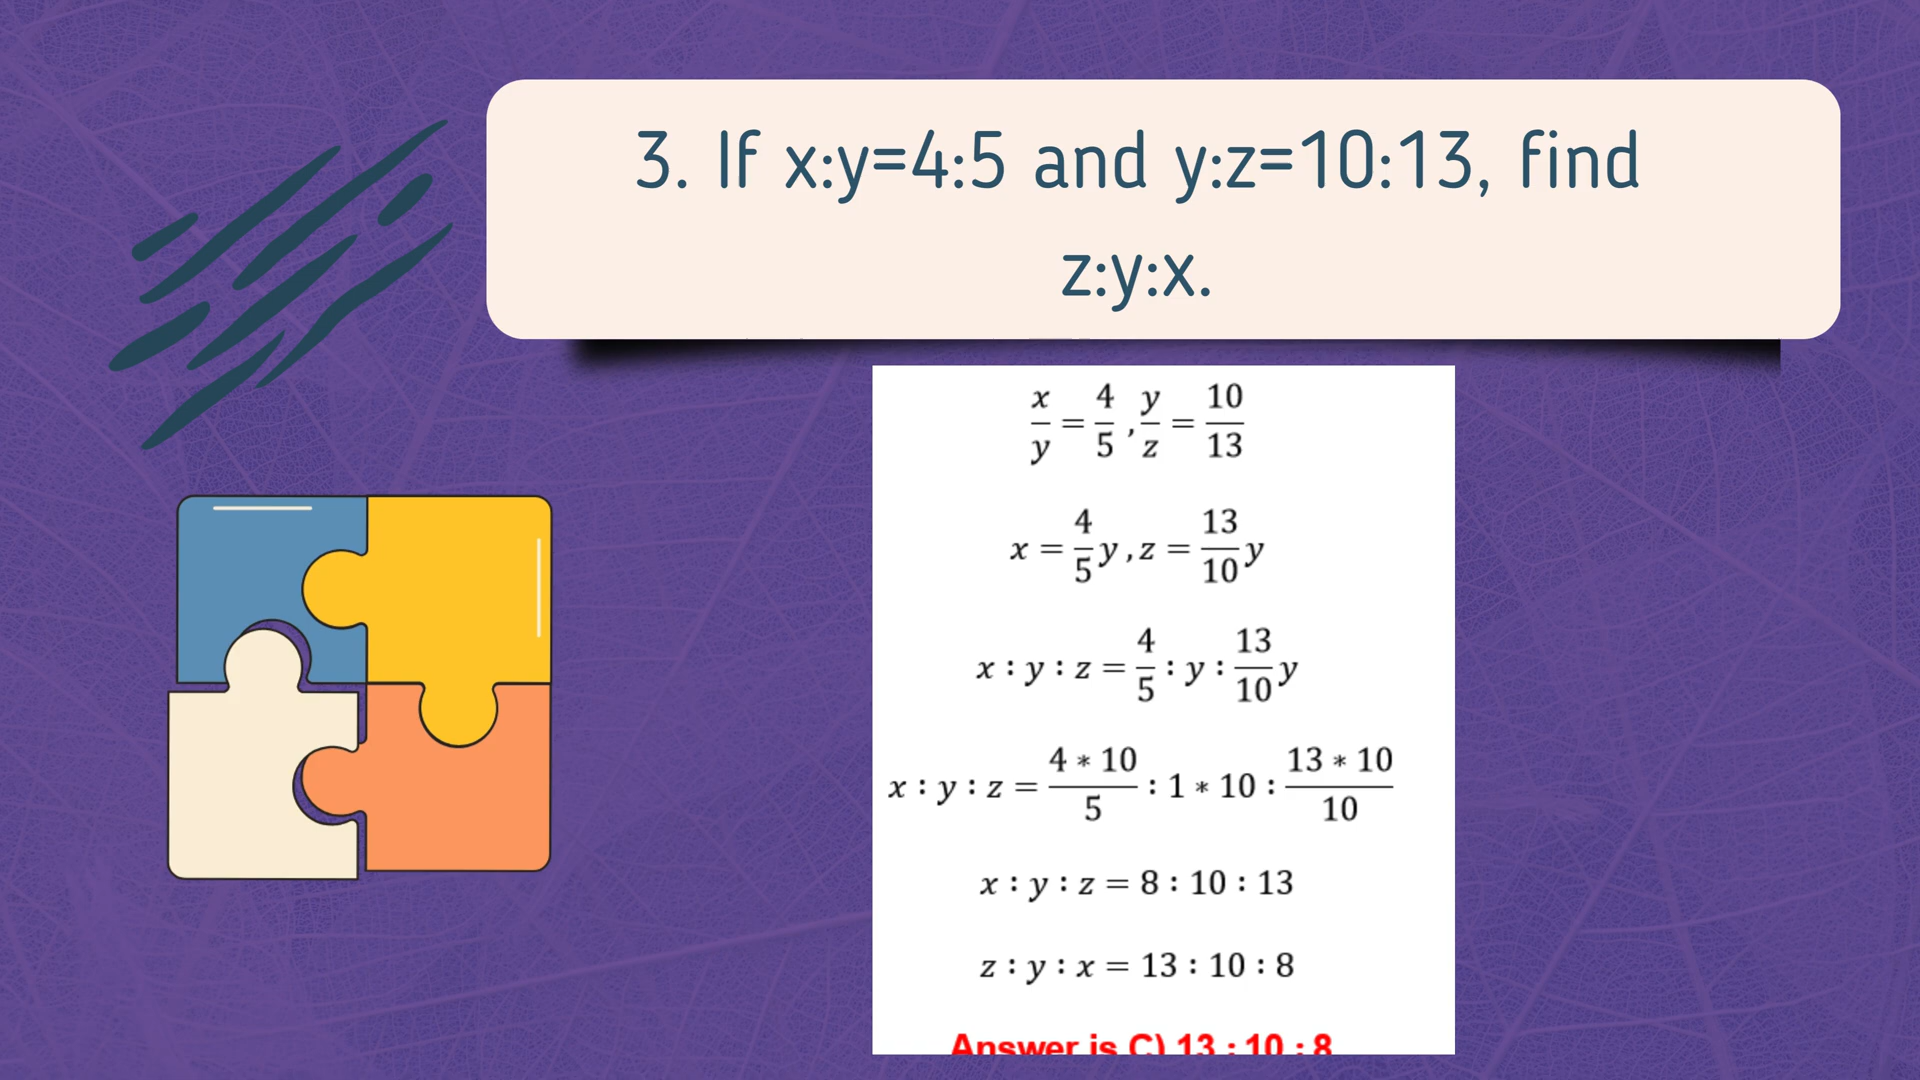 3. If x:y=4:5 and y:z=10:13, find
z:y:x.
x/y = 4/5 , y/z = 10/13
x = 4/5 y , z = 13/10 y
x : y : z = 4/5 : y : 13/10 y
x : y : z = 4 * 10/5 : 1 * 10 : 13 * 10/10
x : y : z = 8 : 10 : 13
z : y : x = 13 : 10 : 8
Answer is C) 13 : 10 : 8